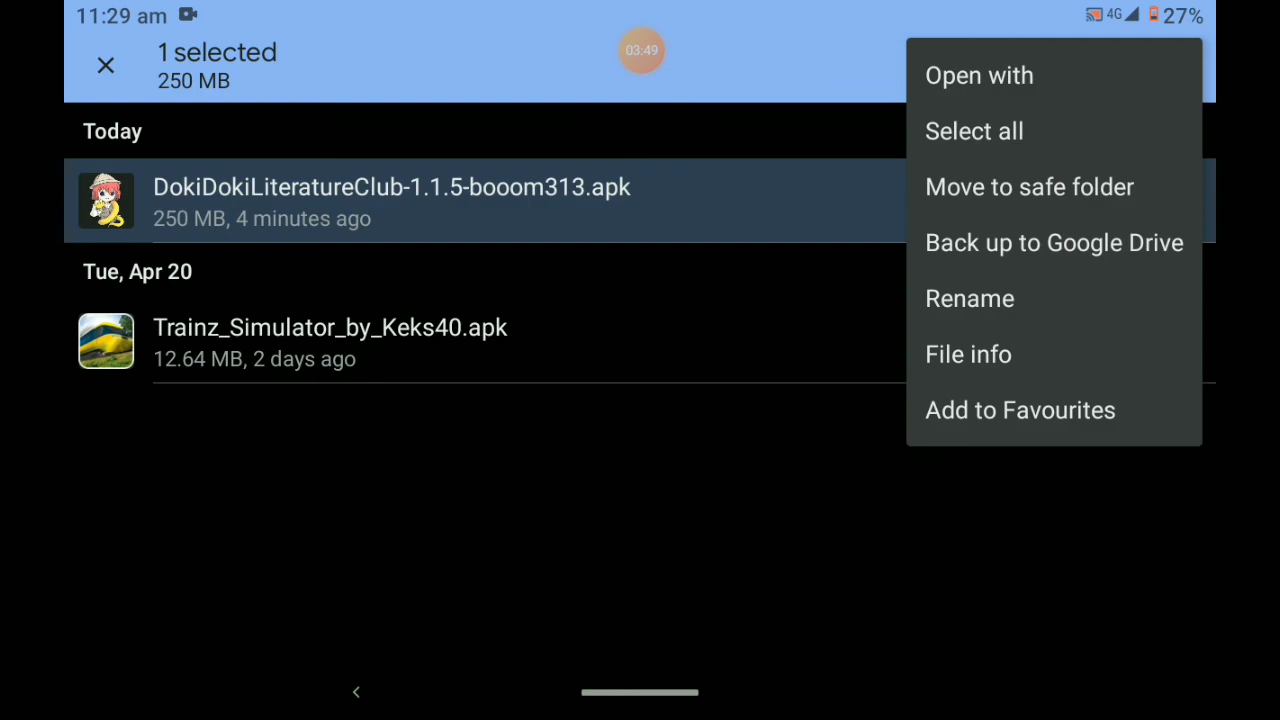 11:29 am
4G 27%
1 selected
250 MB
03:49
Open with
Select all
Move to safe folder
Back up to Google Drive
Rename
File info
Add to Favourites
Today
DokiDokiLiteratureClub-1.1.5-booom313.apk
250 MB, 4 minutes ago
Tue, Apr 20
Trainz_Simulator_by_Keks40.apk
12.64 MB, 2 days ago